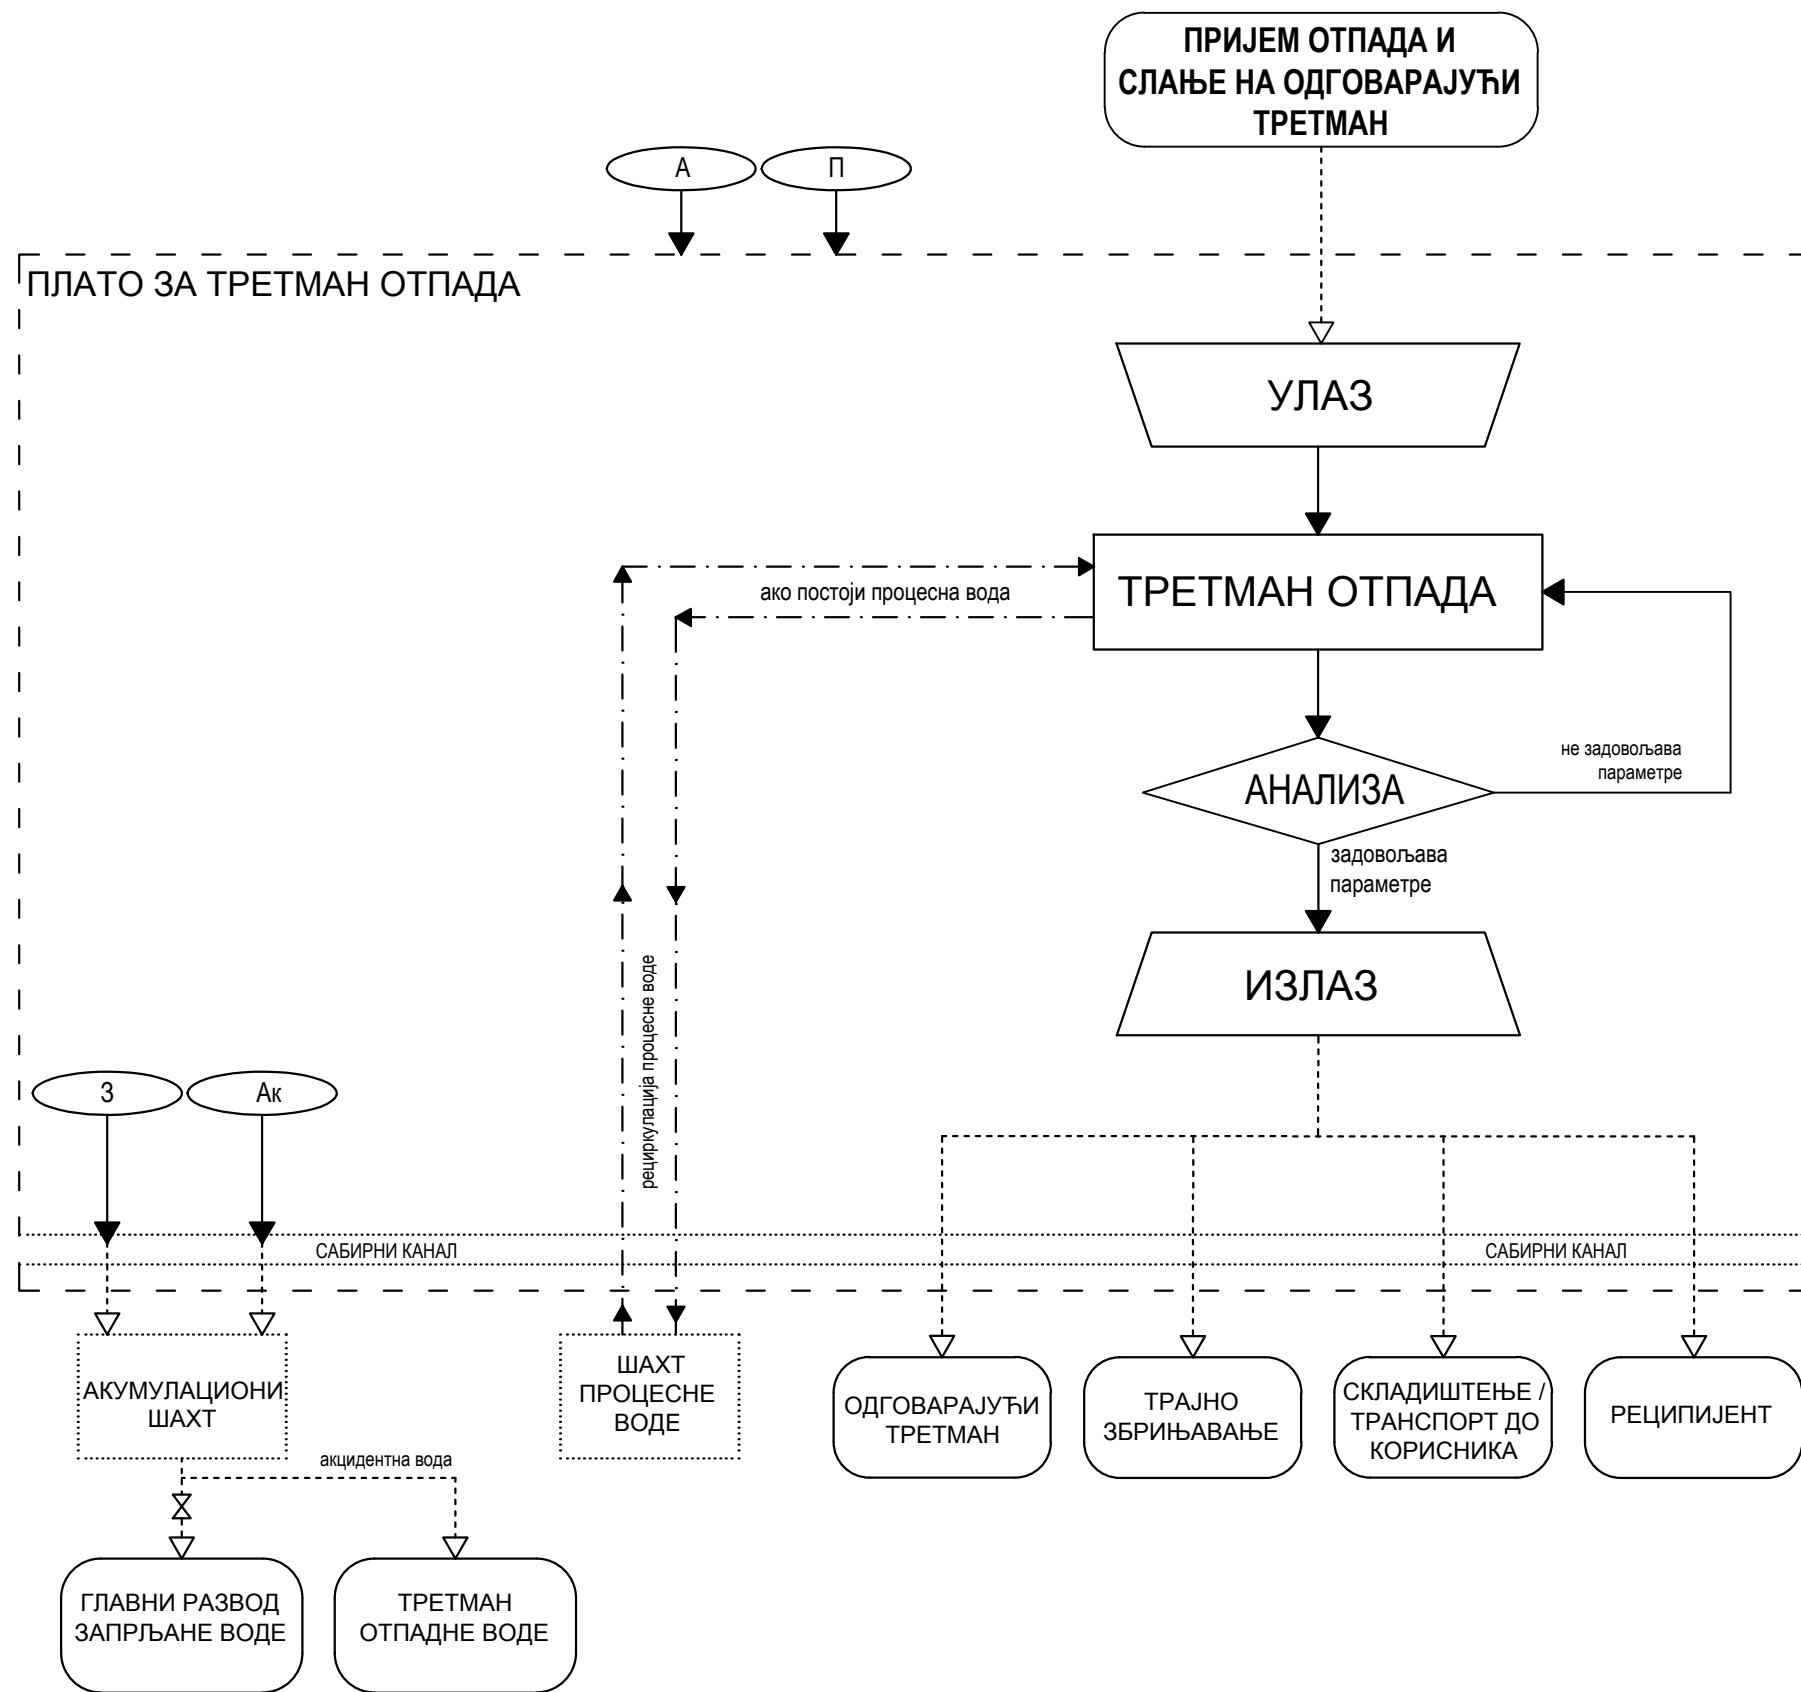 ПРИЈЕМ ОТПАДА И
СЛАЊЕ НА ОДГОВАРАЈУЋИ
ТРЕТМАН
А
П
ПЛАТО ЗА ТРЕТМАН ОТПАДА
УЛАЗ
ТРЕТМАН ОТПАДА
ако постоји процесна вода
не задовољава
параметре
АНАЛИЗА
задовољава
параметре
ИЗЛАЗ
рециркулација процесне воде
З
Ак
САБИРНИ КАНАЛ
САБИРНИ КАНАЛ
АКУМУЛАЦИОНИ
ШАХТ
ШАХТ
ПРОЦЕСНЕ
ВОДЕ
ОДГОВАРАЈУЋИ
ТРЕТМАН
ТРАЈНО
ЗБРИЊАВАЊЕ
СКЛАДИШТЕЊЕ /
ТРАНСПОРТ ДО
КОРИСНИКА
РЕЦИПИЈЕНТ
акцидентна вода
ГЛАВНИ РАЗВОД
ЗАПРЉАНЕ ВОДЕ
ТРЕТМАН
ОТПАДНЕ ВОДЕ